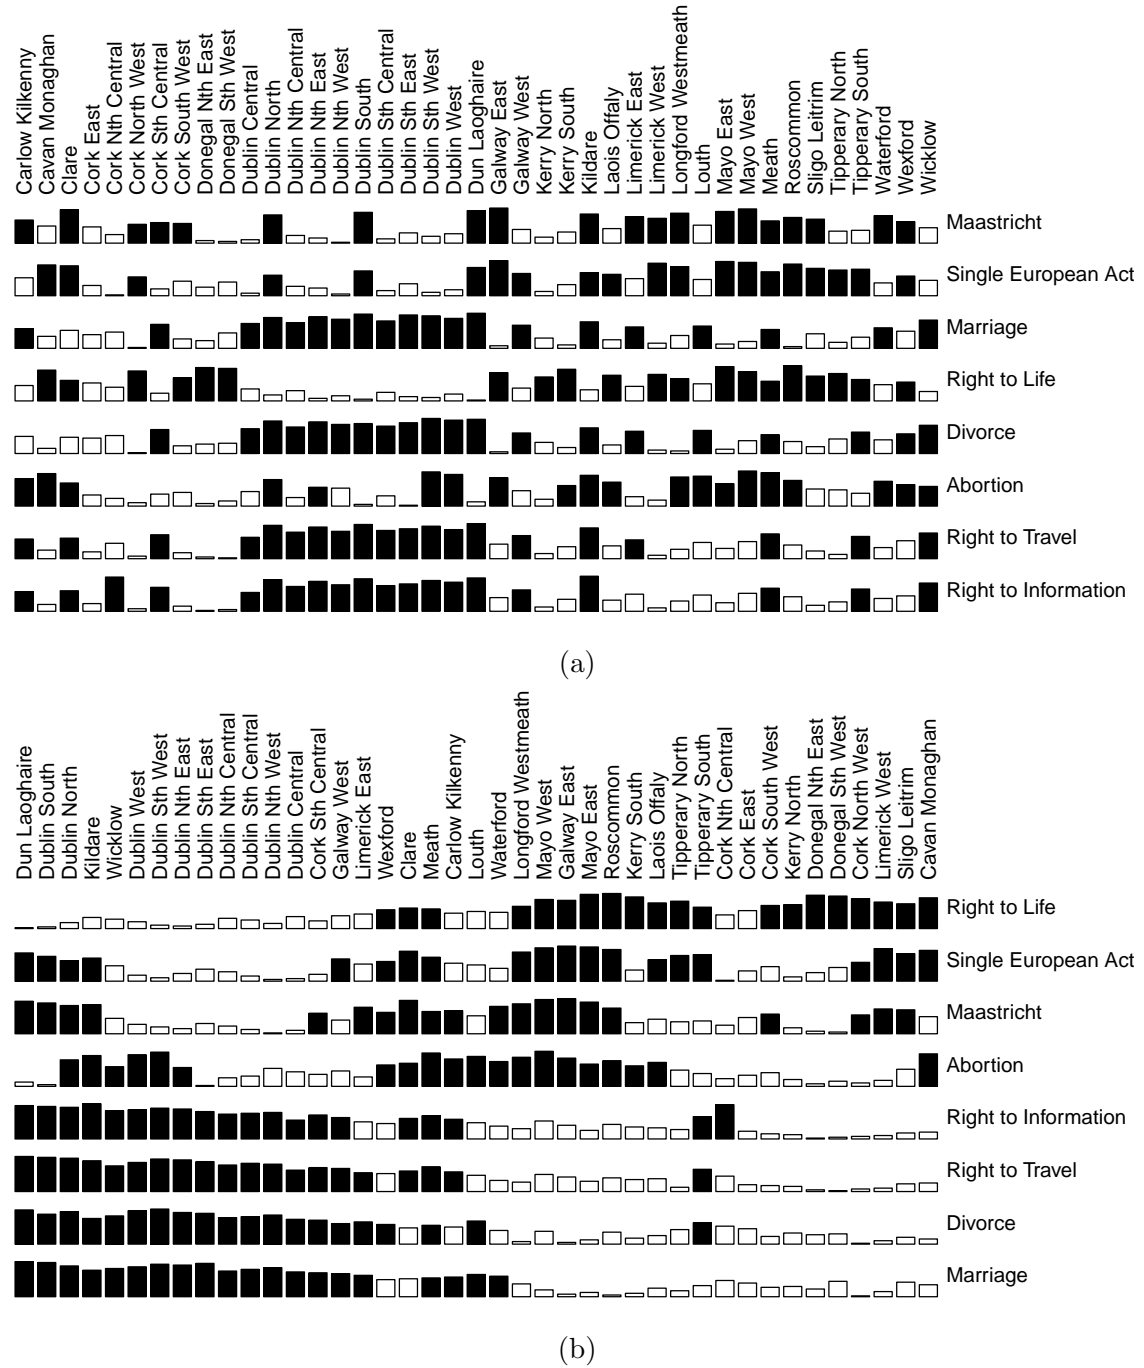 Carlow Kilkenny
Cavan Monaghan
Clare
Cork East
Cork Nth Central
Cork North West
Cork Sth Central
Cork South West
Donegal Nth East
Donegal Sth West
Dublin Central
Dublin North
Dublin Nth Central
Dublin Nth East
Dublin Nth West
Dublin South
Dublin Sth Central
Dublin Sth East
Dublin Sth West
Dublin West
Dun Laoghaire
Galway East
Galway West
Kerry North
Kerry South
Kildare
Laois Offaly
Limerick East
Limerick West
Longford Westmeath
Louth
Mayo East
Mayo West
Meath
Roscommon
Sligo Leitrim
Tipperary North
Tipperary South
Waterford
Wexford
Wicklow
Maastricht
Single European Act
Marriage
Right to Life
Divorce
Abortion
Right to Travel
Right to Information
(a)
Dun Laoghaire
Dublin South
Dublin North
Kildare
Wicklow
Dublin West
Dublin Sth West
Dublin Nth East
Dublin Sth East
Dublin Nth Central
Dublin Sth Central
Dublin Nth West
Dublin Central
Cork Sth Central
Galway West
Limerick East
Wexford
Clare
Meath
Carlow Kilkenny
Louth
Waterford
Longford Westmeath
Mayo West
Galway East
Mayo East
Roscommon
Kerry South
Laois Offaly
Tipperary North
Tipperary South
Cork Nth Central
Cork East
Cork South West
Kerry North
Donegal Nth East
Donegal Sth West
Cork North West
Limerick West
Sligo Leitrim
Cavan Monaghan
Right to Life
Single European Act
Maastricht
Abortion
Right to Information
Right to Travel
Divorce
Marriage
(b)